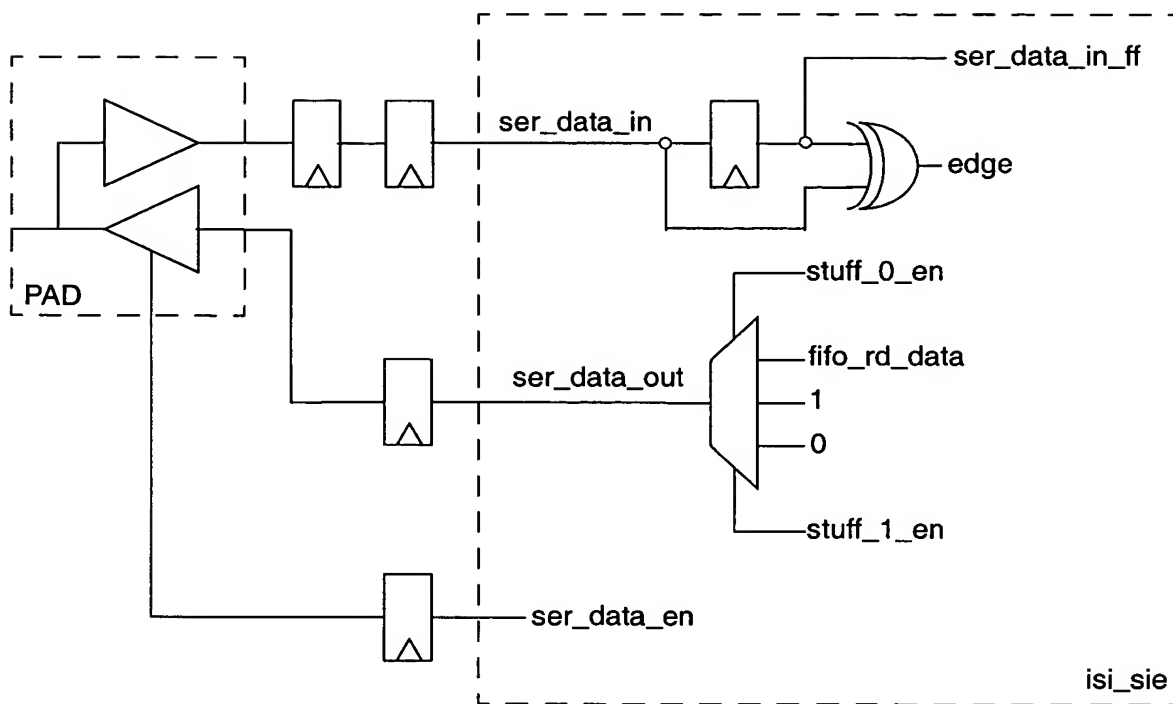 ser_data_in_ff
ser_data_in
edge
PAD
stuff_0_en
fifo_rd_data
ser_data_out
1
0
stuff_1_en
ser_data_en
isi_sie